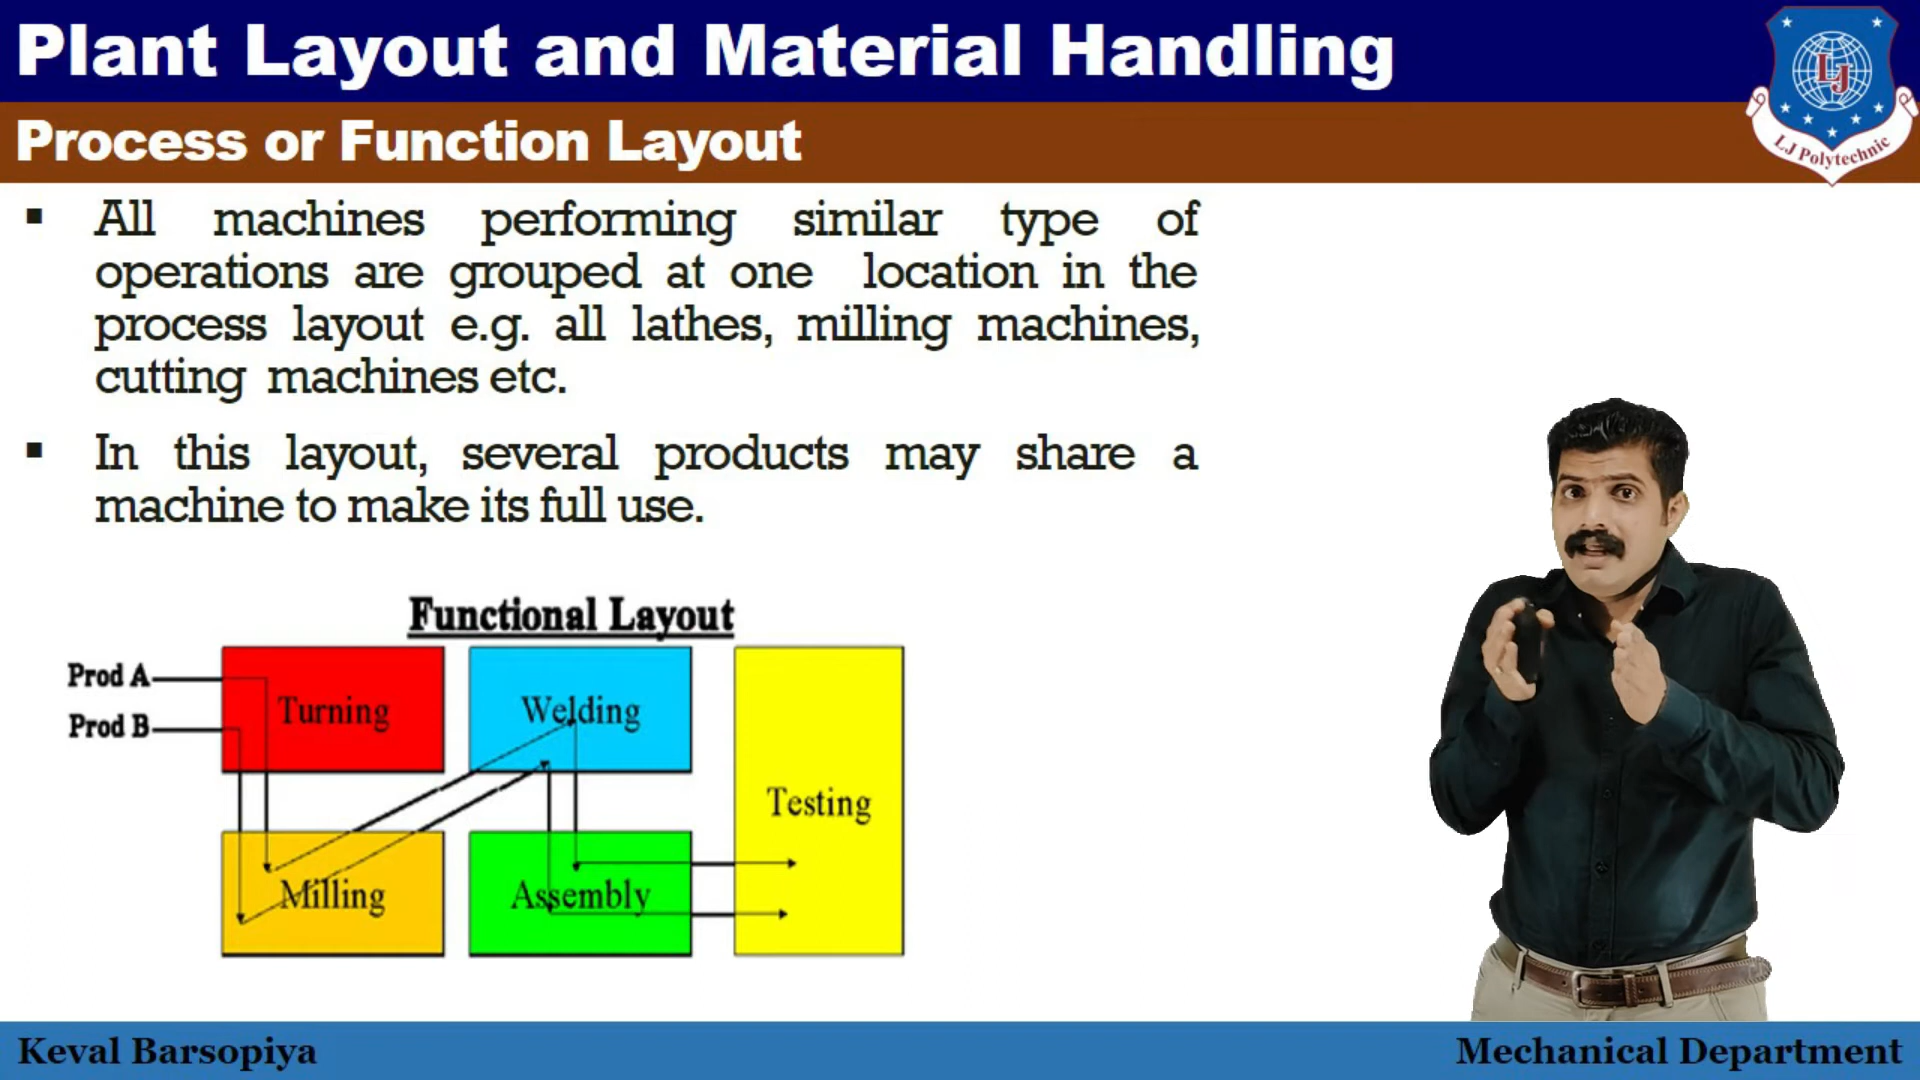 Plant Layout and Material Handling
LJ
LJ Polytechnic
Process or Function Layout
▪ All machines performing similar type of
operations are grouped at one location in the
process layout e.g. all lathes, milling machines,
cutting machines etc.
▪ In this layout, several products may share a
machine to make its full use.
Functional Layout
Prod A
Prod B
Turning
Welding
Testing
Milling
Assembly
Keval Barsopiya
Mechanical Department